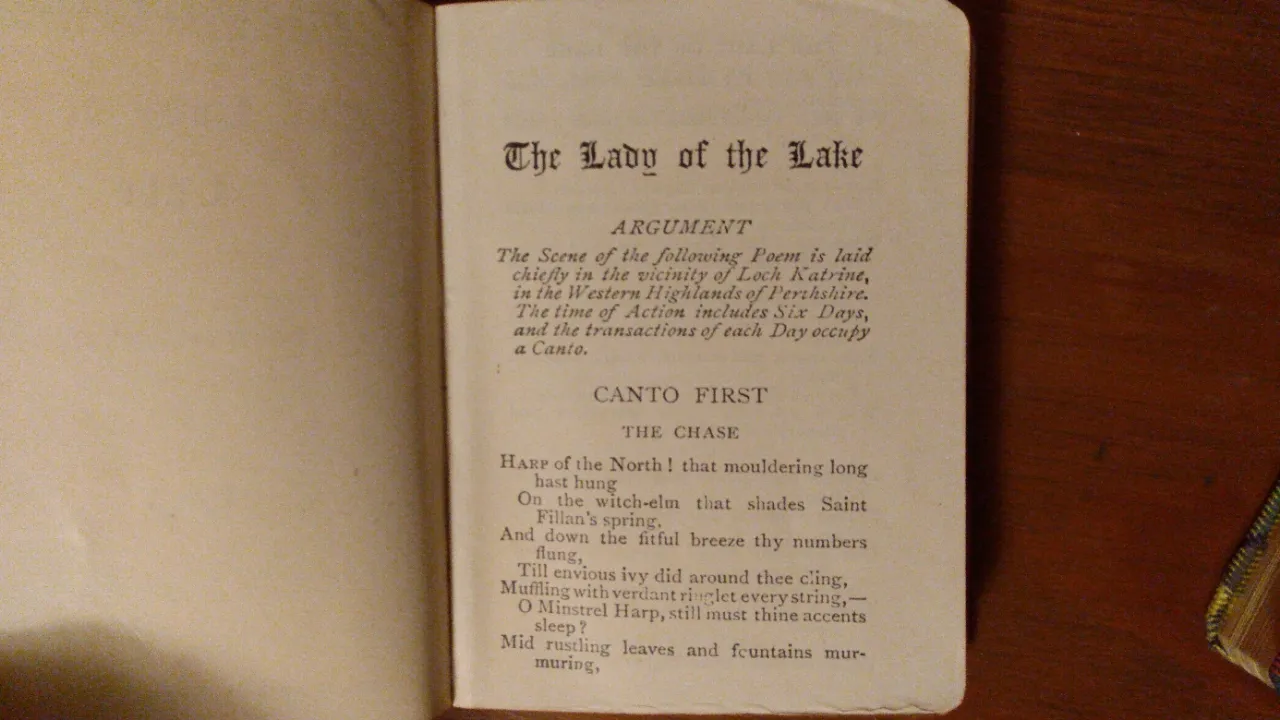 The Lady of the Lake
ARGUMENT
The Scene of the following Poem is laid
chiefly in the vicinity of Loch Katrine,
in the Western Highlands of Perthshire.
The time of Action includes Six Days,
and the transactions of each Day occupy
a Canto.
CANTO FIRST
THE CHASE
HARP of the North! that mouldering long
hast hung
On the witch-elm that shades Saint
Fillan's spring,
And down the fitful breeze thy numbers
flung,
Till envious ivy did around thee cling,
Muffling with verdant ringlet every string,—
O Minstrel Harp, still must thine accents
sleep?
Mid rustling leaves and fountains mur-
muring,